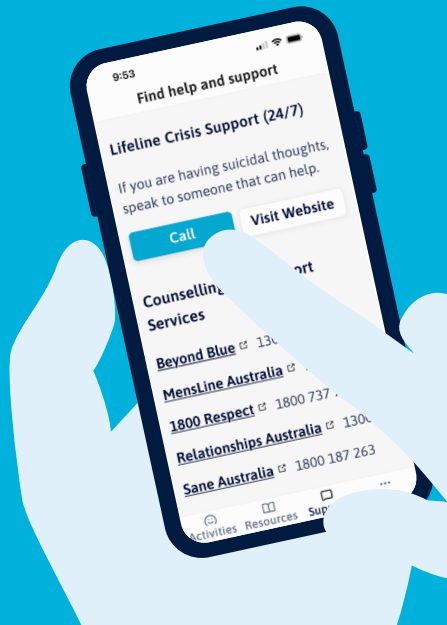 9:53
Find help and support
Lifeline Crisis Support (24/7)
If you are having suicidal thoughts,
speak to someone that can help.
Call
Visit Website
Counselling
Services
Beyond Blue
MensLine Australia
1800 Respect 1800 737
Relationships Australia
Sane Australia 1800 187 263
Activities
Resources